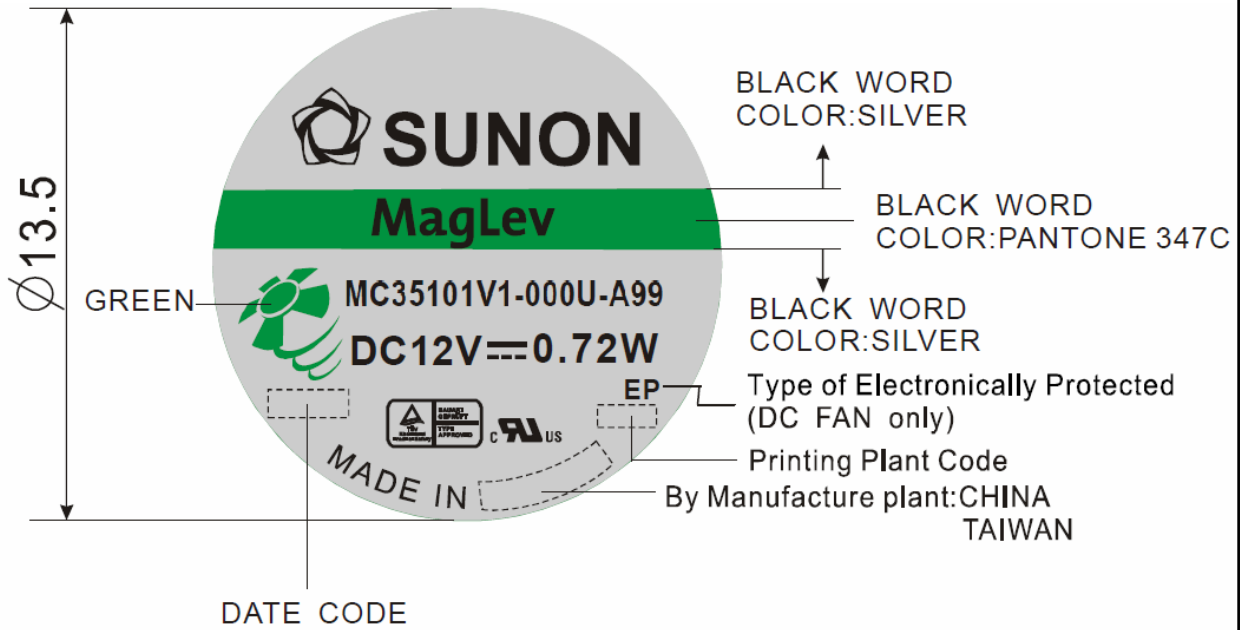 BLACK WORD
COLOR:SILVER
SUNON
MagLev
BLACK WORD
COLOR:PANTONE 347C
Ø13.5
GREEN
MC35101V1-000U-A99
BLACK WORD
COLOR:SILVER
DC12V⎓0.72W
EP
Type of Electronically Protected
(DC FAN only)
TYPE
APPROVED
C US
Printing Plant Code
MADE IN
By Manufacture plant:CHINA
TAIWAN
DATE CODE